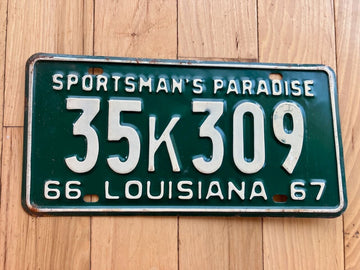 SPORTSMAN'S PARADISE
35K309
66 LOUISIANA 67